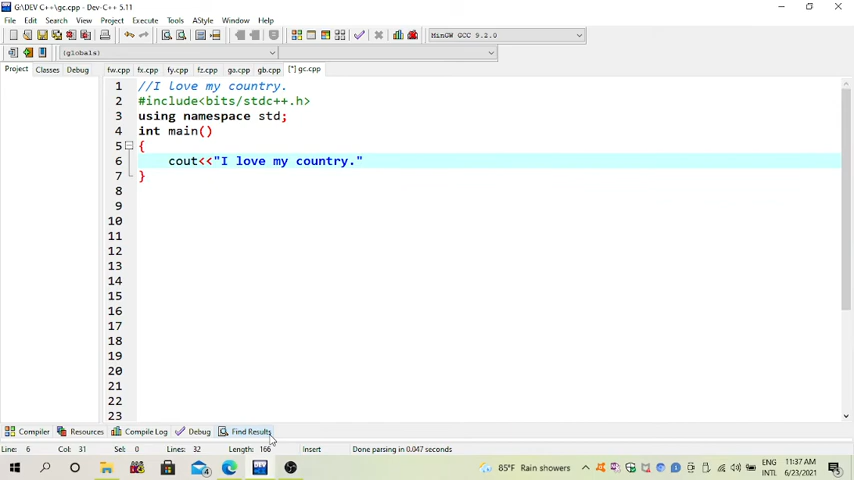 G:\DEV C++\gc.cpp - Dev-C++ 5.11
File Edit Search View Project Execute Tools AStyle Window Help
MinGW GCC 9.2.0
(globals)
Project Classes Debug fw.cpp fx.cpp fy.cpp fz.cpp ga.cpp gb.cpp [*] gc.cpp
1 //I love my country.
2 #include<bits/stdc++.h>
3 using namespace std;
4 int main()
5 {
6 cout<<"I love my country."
7 }
8
9
10
11
12
13
14
15
16
17
18
19
20
21
22
23
Compiler Resources Compile Log Debug Find Results
Line: 6 Col: 31 Sel: 0 Lines: 32 Length: 166 Insert Done parsing in 0.047 seconds
85°F Rain showers ENG 11:37 AM
INTL 6/23/2021